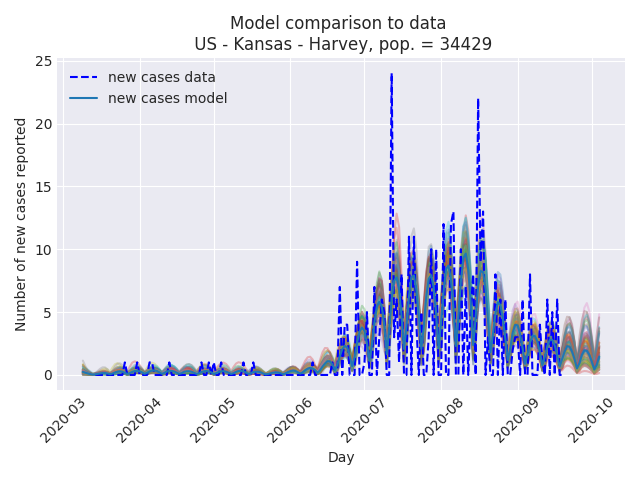 Model comparison to data
US - Kansas - Harvey, pop. = 34429
25
20
15
10
5
0
Number of new cases reported
new cases data
new cases model
2020-03
2020-04
2020-05
2020-06
2020-07
2020-08
2020-09
2020-10
Day